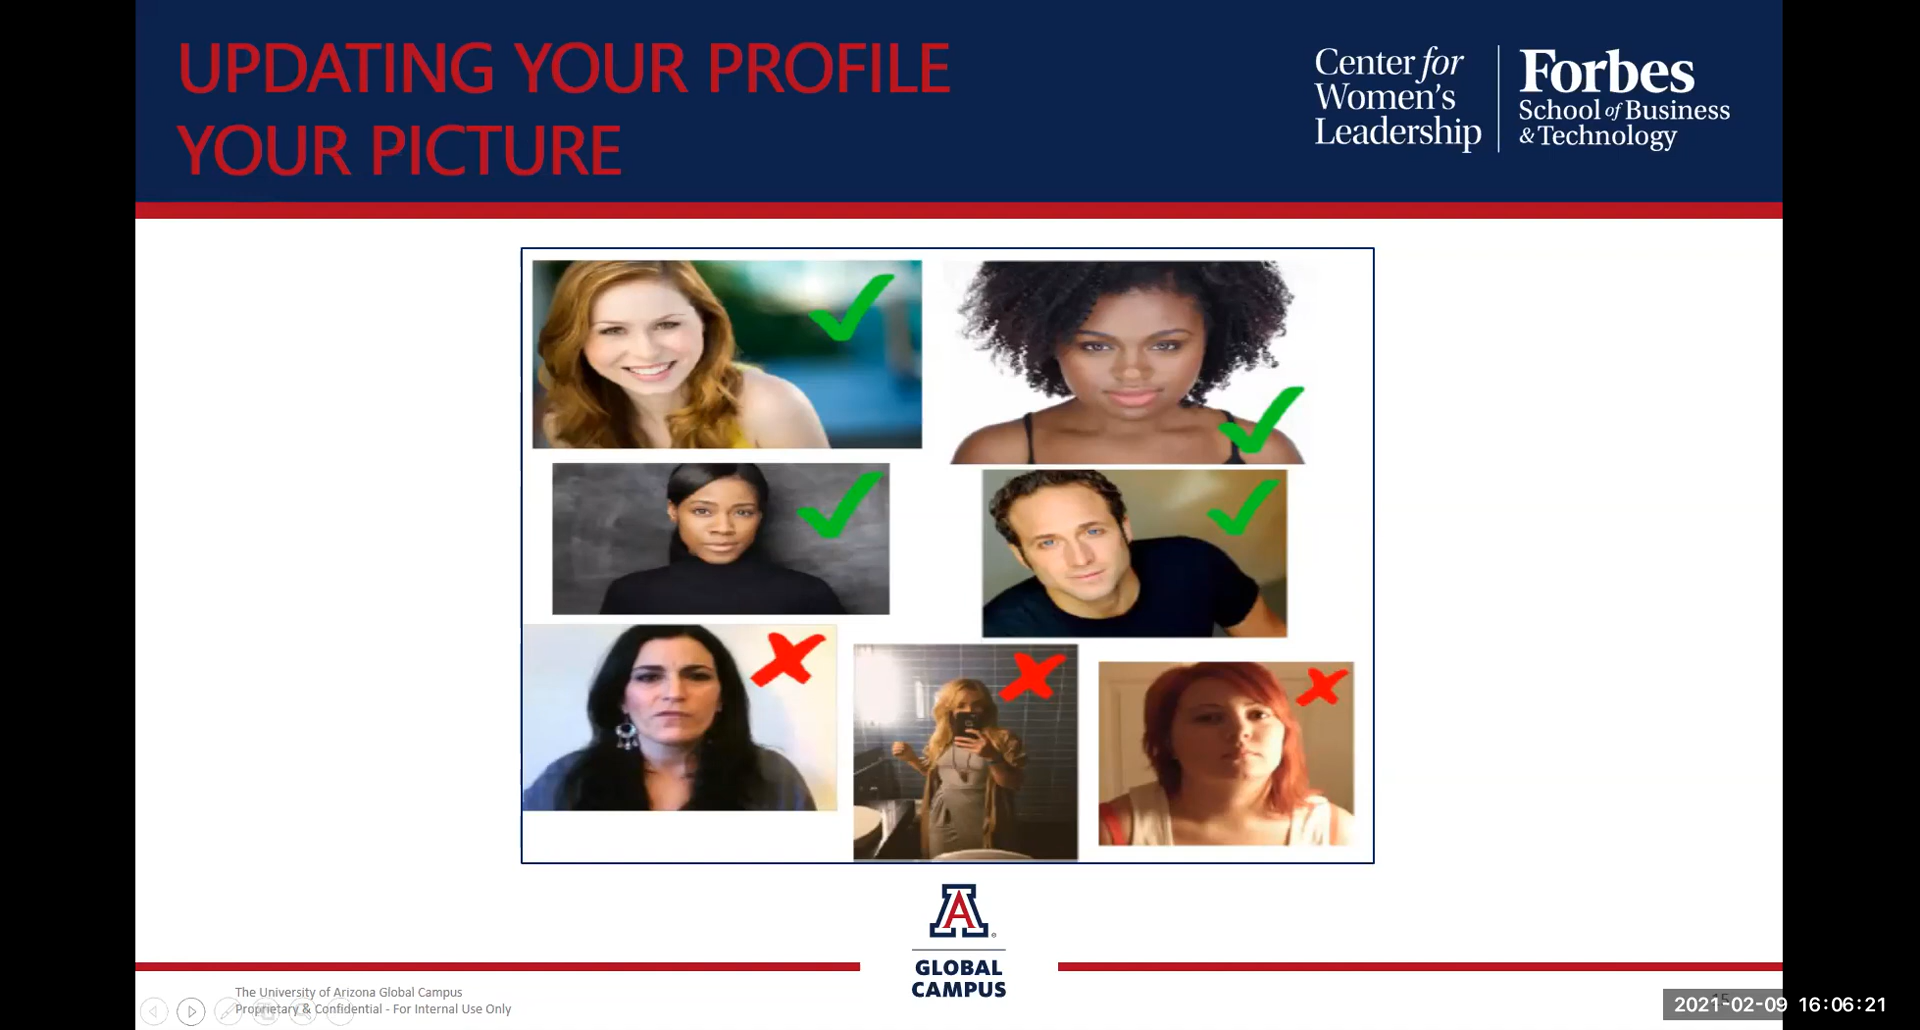 UPDATING YOUR PROFILE
YOUR PICTURE
Center for
Women's
Leadership
Forbes
School of Business
& Technology
A
GLOBAL
CAMPUS
The University of Arizona Global Campus
Proprietary & Confidential - For Internal Use Only
2021-02-09 16:06:21